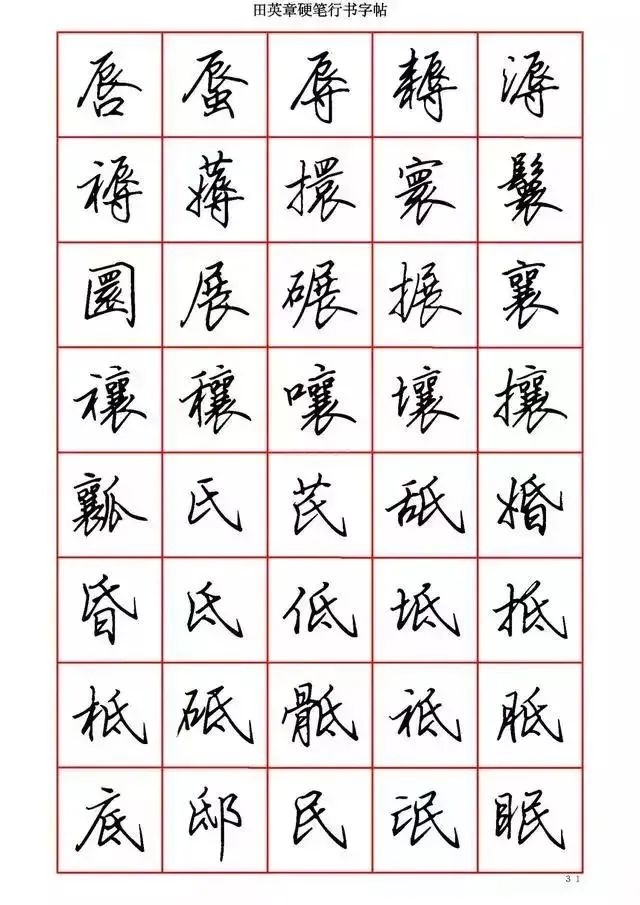 田英章硬笔行书字帖
唇蜃辱耨溽
褥薅擐寰鬟
圜展碾搌襄
禳穰嚷壤攘
瓤氏芪舐婚
昏氐低坻抵
柢砥骶祗胝
底邸民氓眠
31